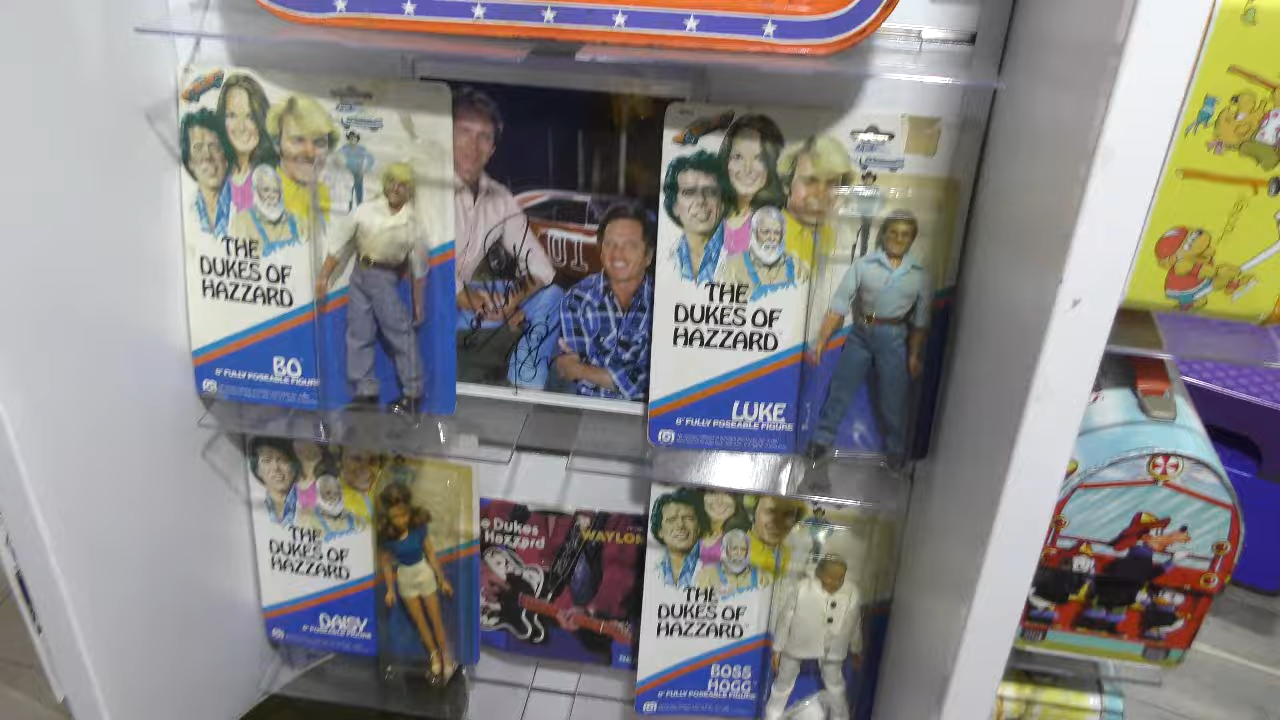 THE
DUKES OF
HAZZARD
BO
8" FULLY POSEABLE FIGURE
01
THE
DUKES OF
HAZZARD
LUKE
8" FULLY POSEABLE FIGURE
THE
DUKES OF
HAZZARD
DAISY
8" FULLY POSEABLE FIGURE
e Dukes
Hazzard
WAYLON
THE
DUKES OF
HAZZARD
BOSS
HOGG
8" FULLY POSEABLE FIGURE